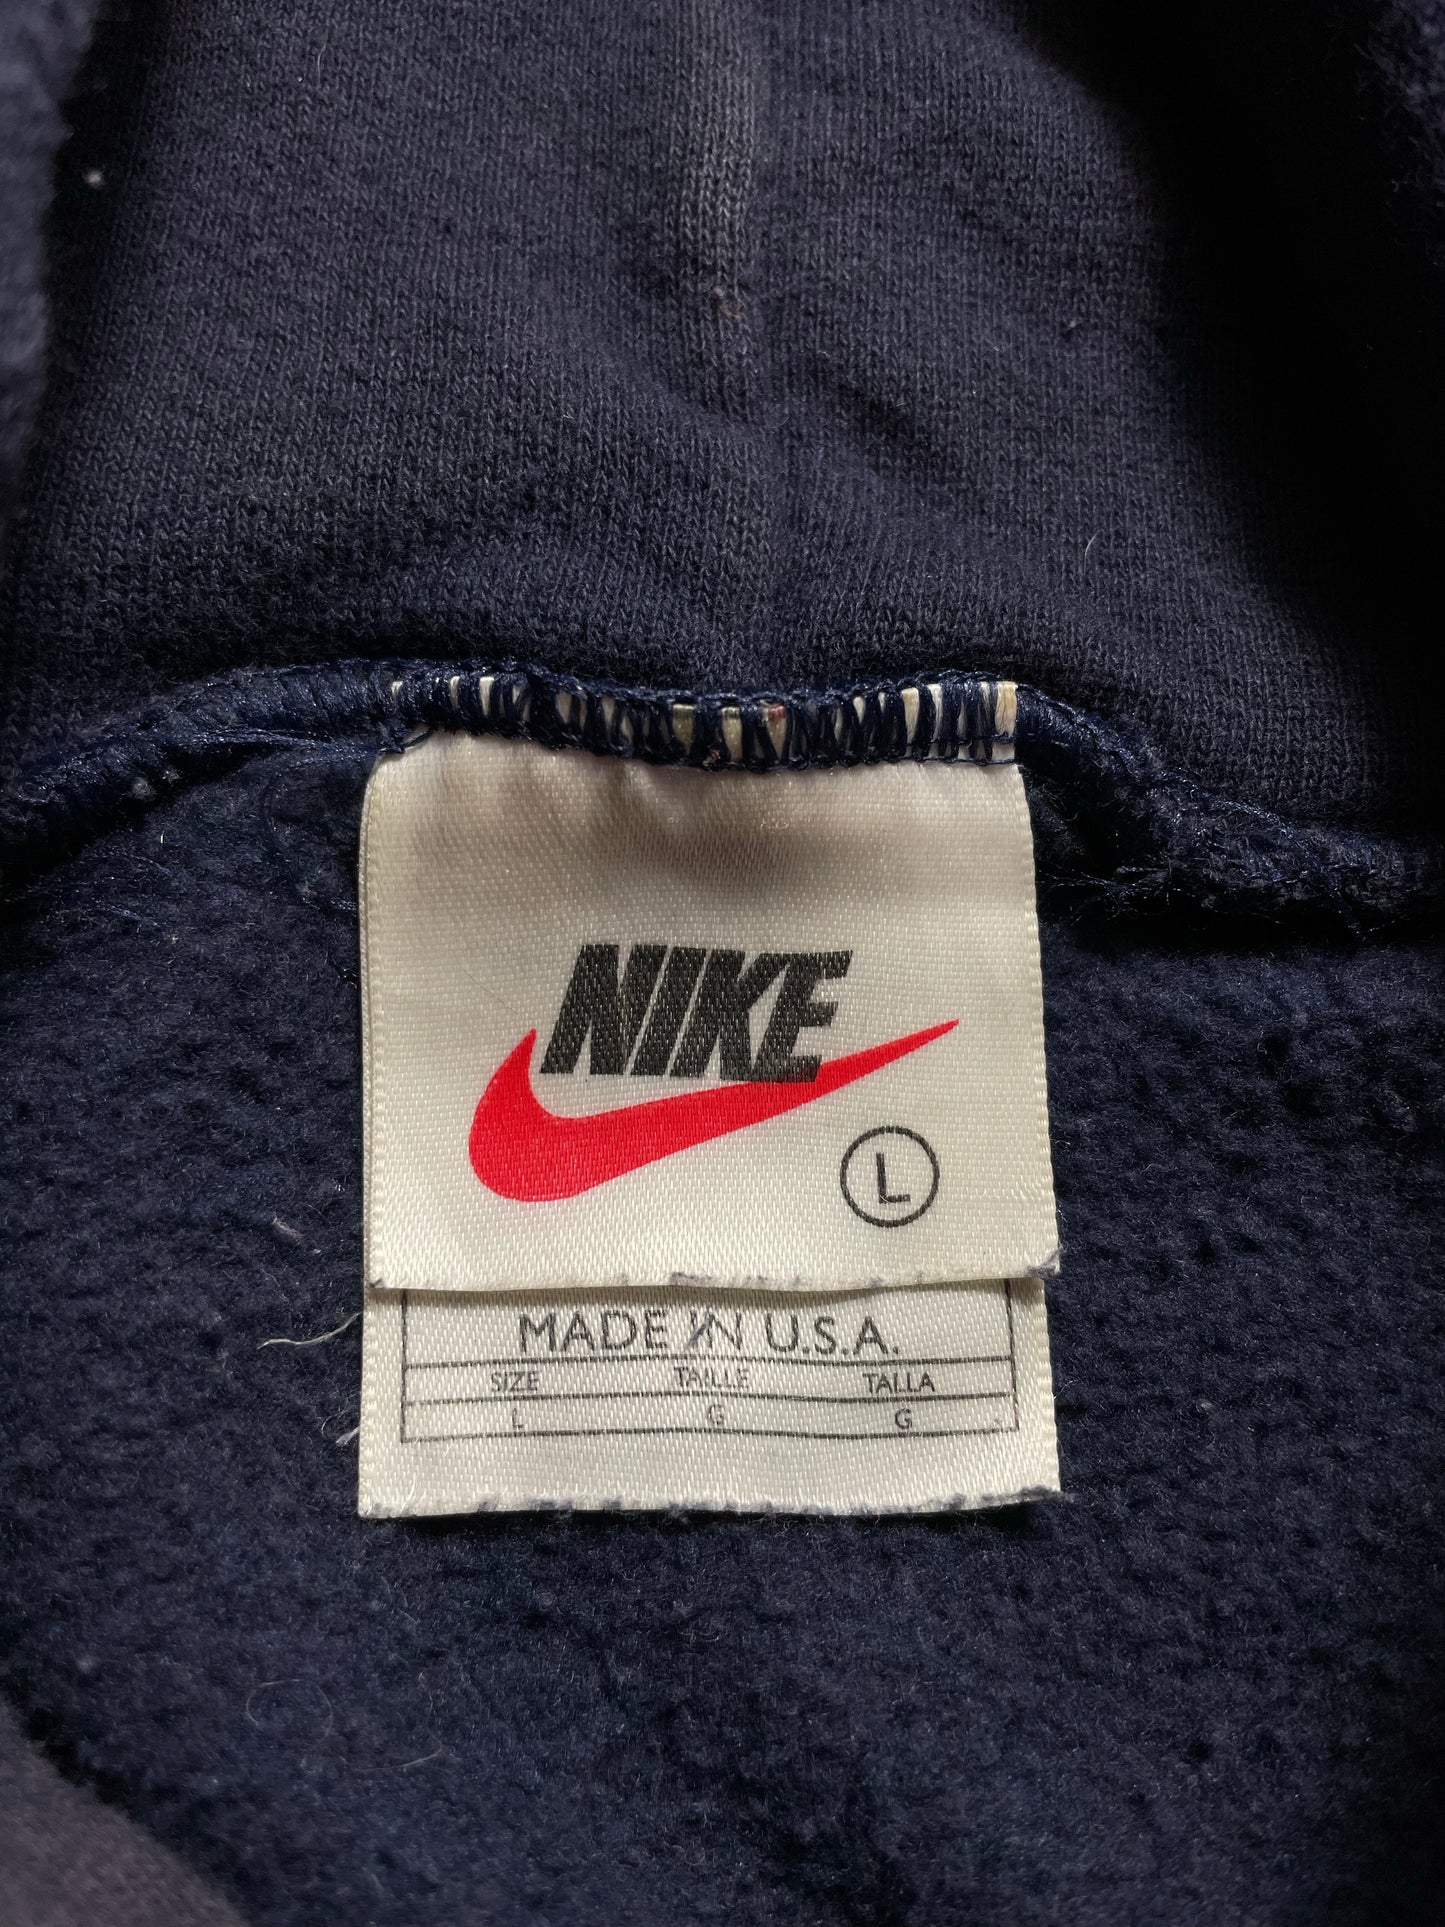 NIKE
L
MADE IN U.S.A.
SIZE TAILLE TALLA
L G G